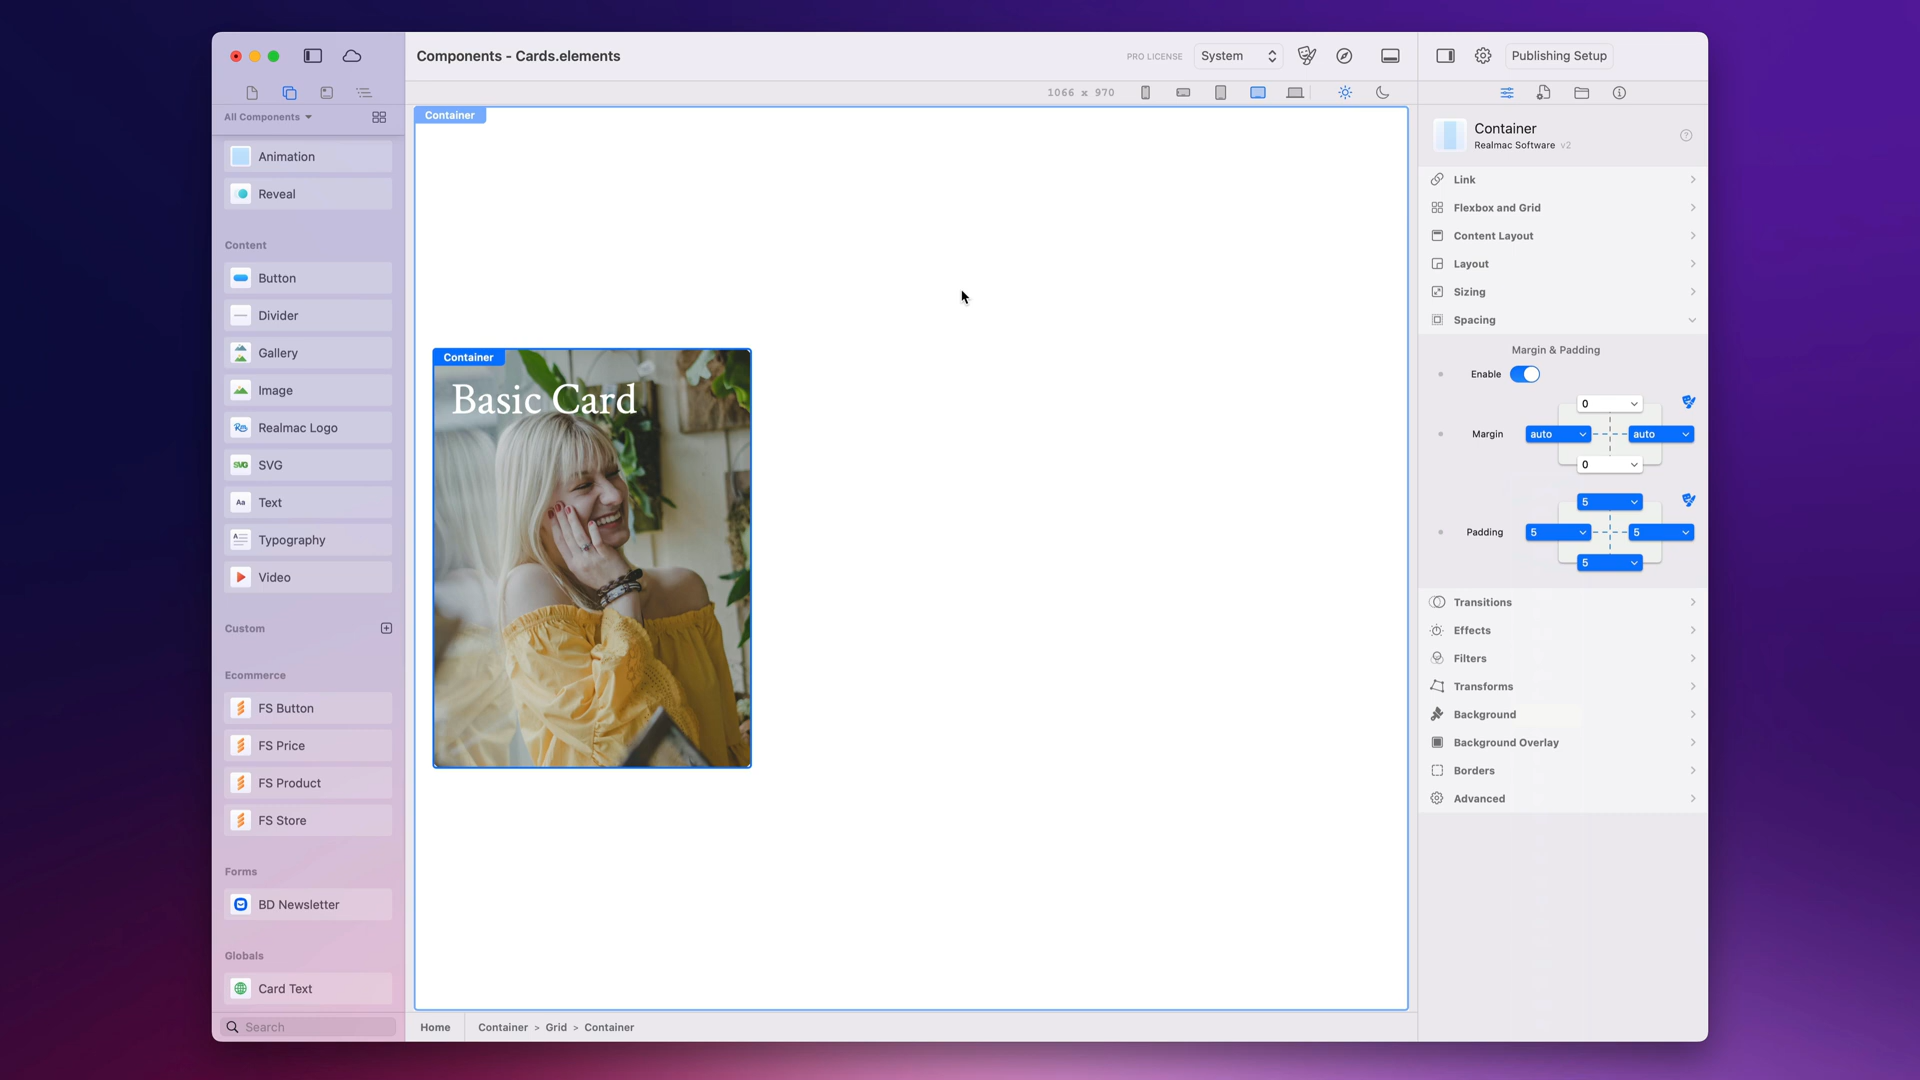 Components - Cards.elements
PRO LICENSE
System
Publishing Setup
1066 x 970
All Components
Animation
Reveal
Content
Button
Divider
Gallery
Image
Realmac Logo
SVG
SVG
Aa
Text
Typography
Video
Custom
Ecommerce
FS Button
FS Price
FS Product
FS Store
Forms
BD Newsletter
Globals
Card Text
Search
Container
Container
Basic Card
Home
Container > Grid > Container
Container
Realmac Software v2
Link
Flexbox and Grid
Content Layout
Layout
Sizing
Spacing
Margin & Padding
Enable
0
Margin
auto
auto
0
5
Padding
5
5
5
Transitions
Effects
Filters
Transforms
Background
Background Overlay
Borders
Advanced